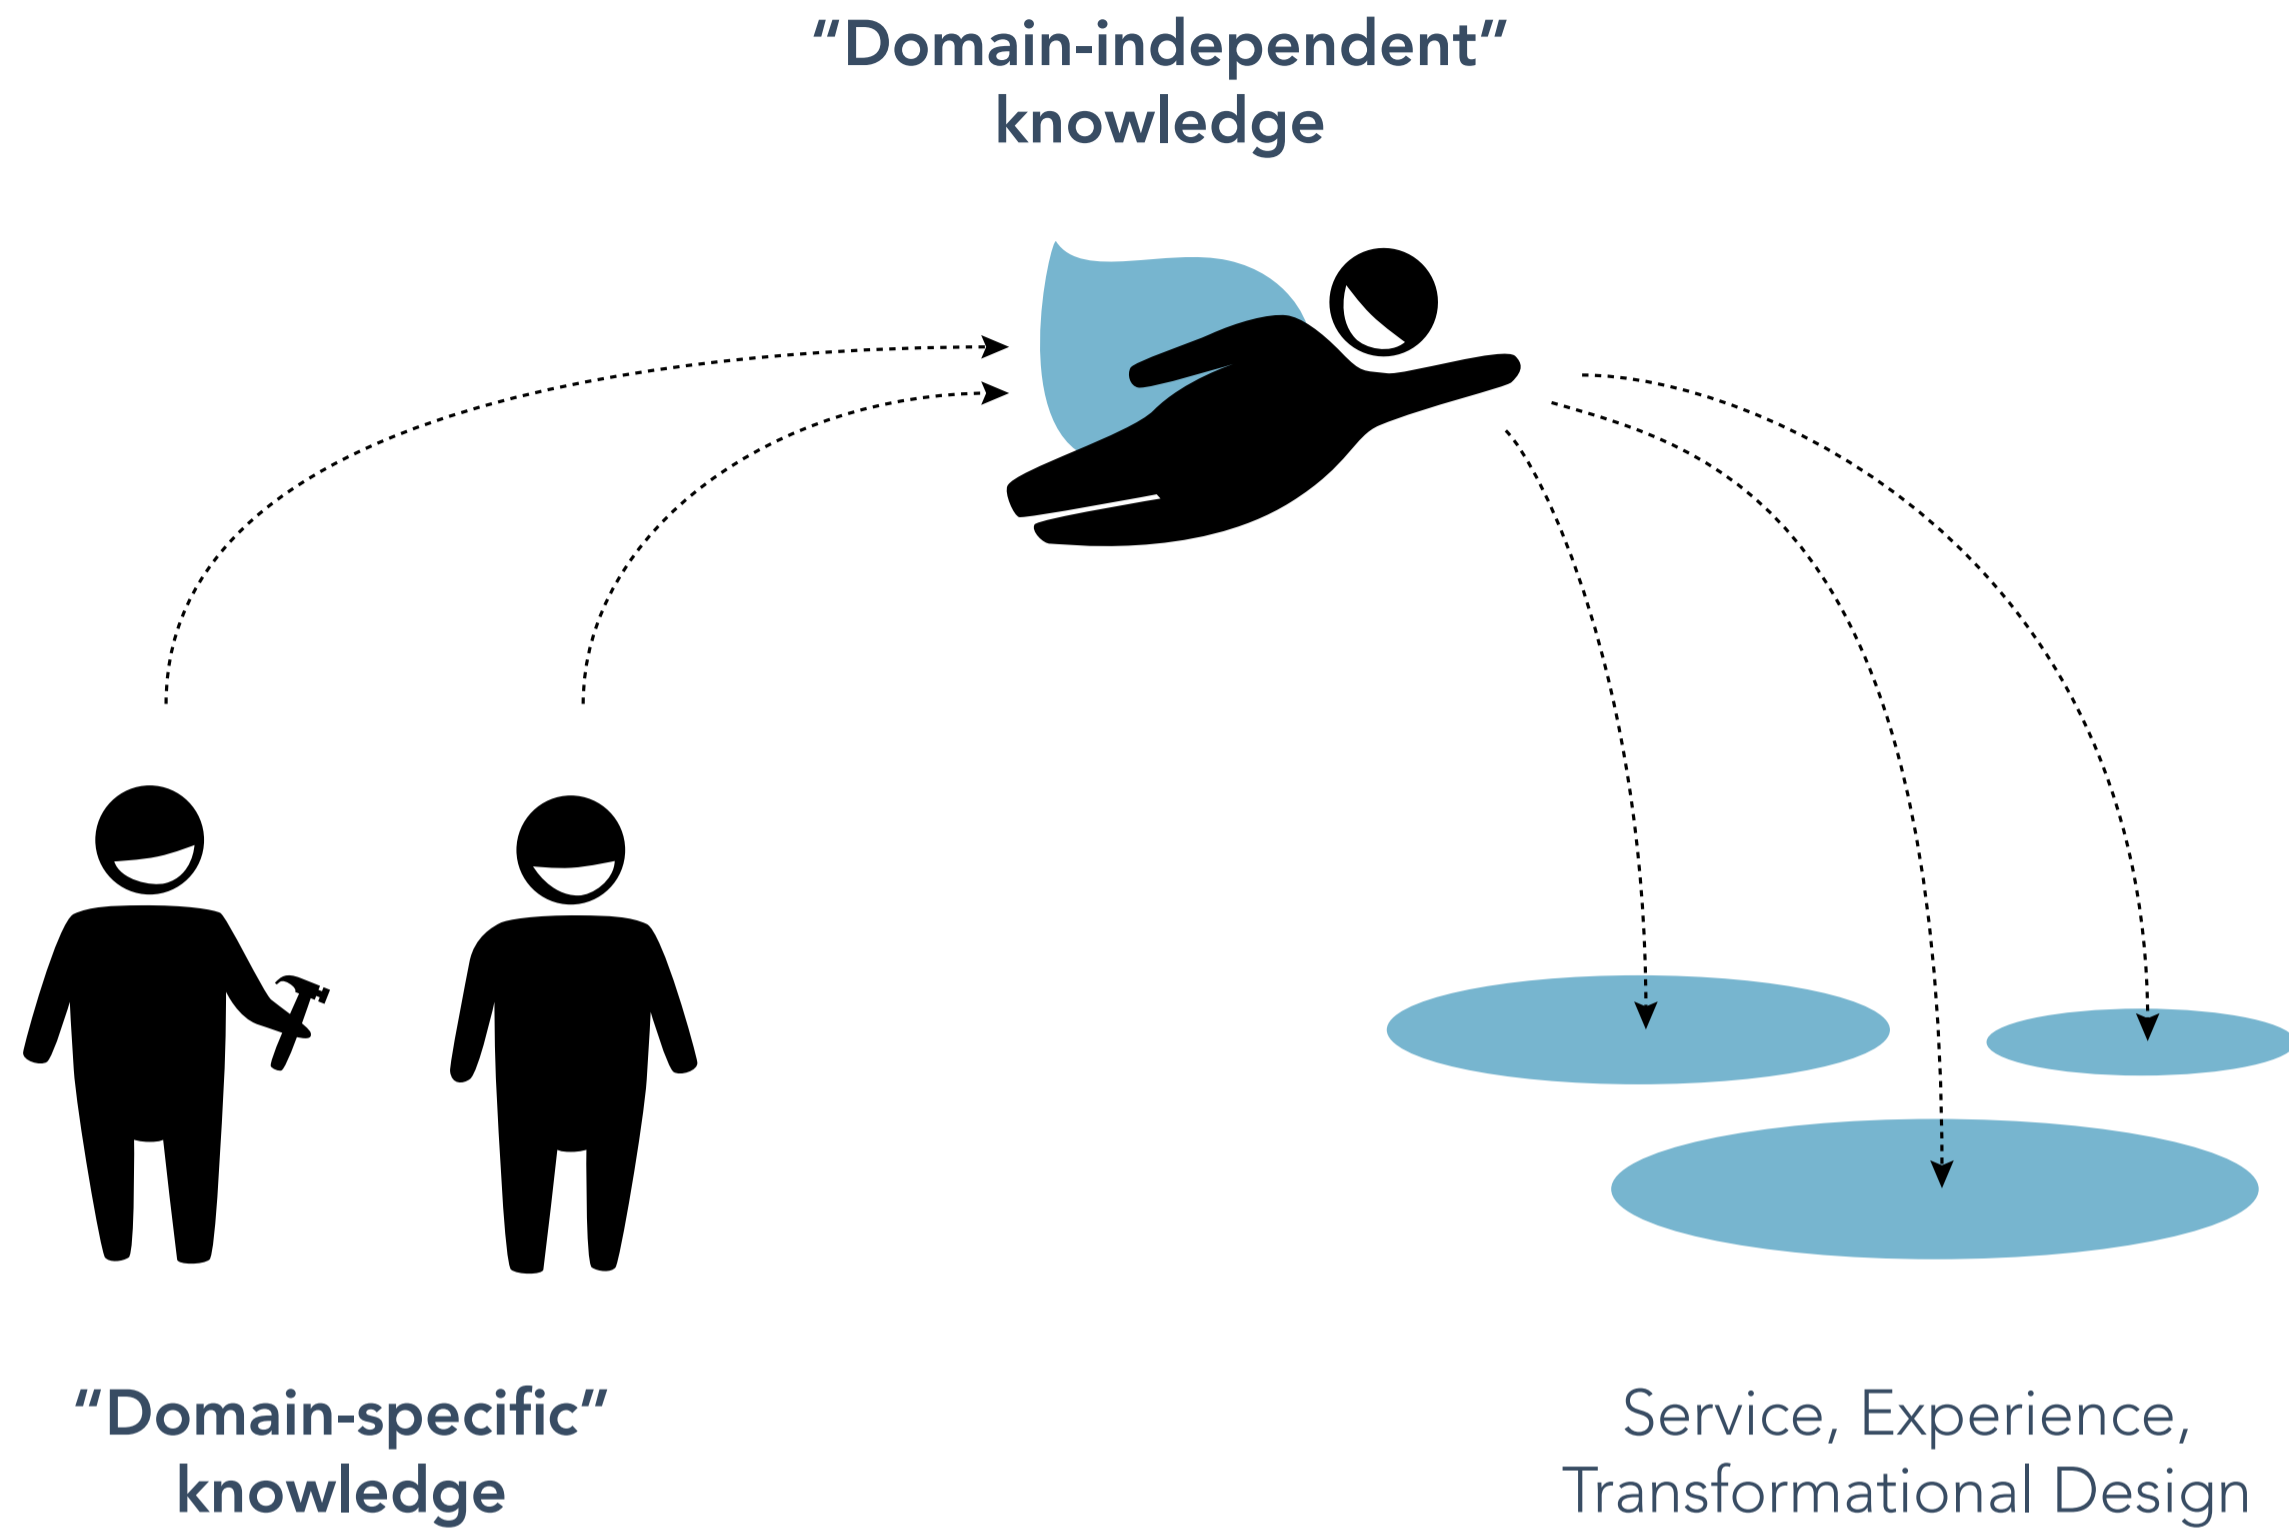 “Domain-independent”
knowledge
“Domain-specific”
knowledge
Service, Experience,
Transformational Design